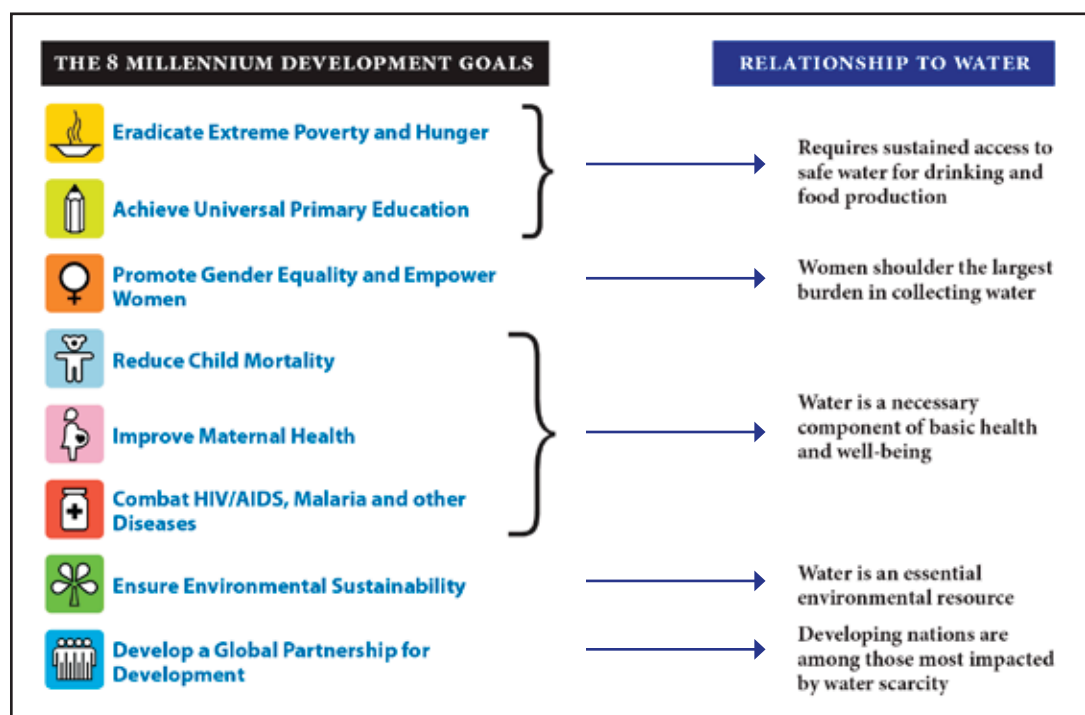 THE 8 MILLENNIUM DEVELOPMENT GOALS
RELATIONSHIP TO WATER
Eradicate Extreme Poverty and Hunger
Achieve Universal Primary Education
Requires sustained access to
safe water for drinking and
food production
Promote Gender Equality and Empower
Women
Women shoulder the largest
burden in collecting water
Reduce Child Mortality
Improve Maternal Health
Combat HIV/AIDS, Malaria and other
Diseases
Water is a necessary
component of basic health
and well-being
Ensure Environmental Sustainability
Water is an essential
environmental resource
Develop a Global Partnership for
Development
Developing nations are
among those most impacted
by water scarcity